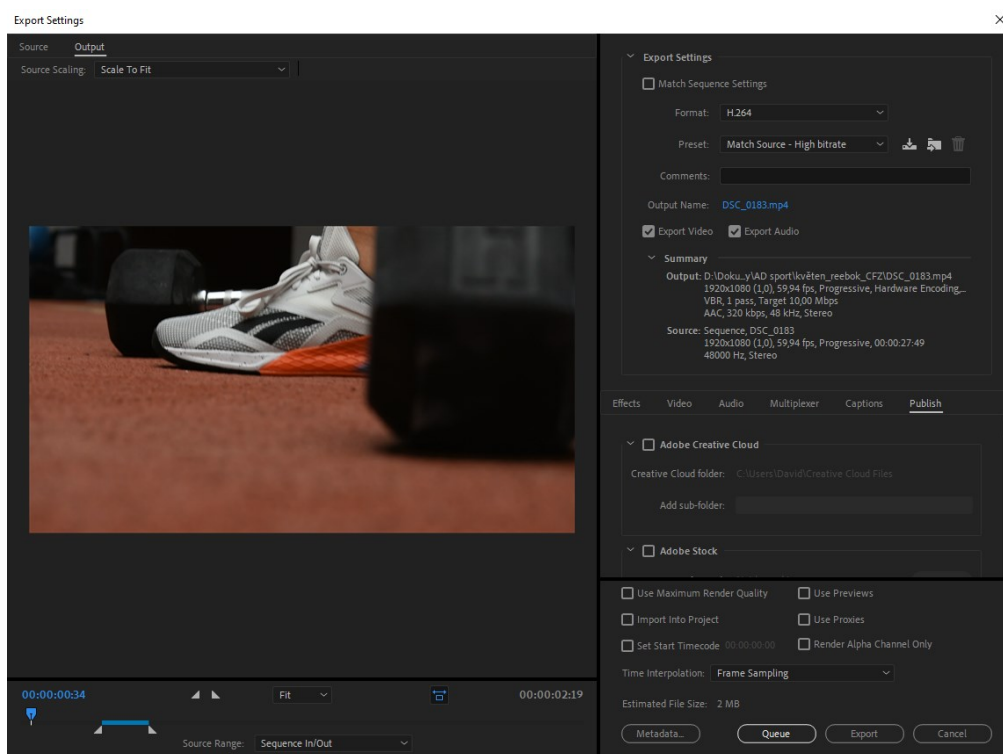 Export Settings
Source Output
Source Scaling: Scale To Fit
00:00:00:34 Fit 00:00:02:19
Source Range: Sequence In/Out
Export Settings
Match Sequence Settings
Format: H.264
Preset: Match Source - High bitrate
Comments:
Output Name: DSC_0183.mp4
Export Video Export Audio
Summary
Output: D:\Doku..y\AD sport\květen_reebok_CFZ\DSC_0183.mp4
1920x1080 (1,0), 59,94 fps, Progressive, Hardware Encoding,...
VBR, 1 pass, Target 10,00 Mbps
AAC, 320 kbps, 48 kHz, Stereo
Source: Sequence, DSC_0183
1920x1080 (1,0), 59,94 fps, Progressive, 00:00:27:49
48000 Hz, Stereo
Effects Video Audio Multiplexer Captions Publish
Adobe Creative Cloud
Creative Cloud folder: C:\Users\David\Creative Cloud Files
Add sub-folder:
Adobe Stock
Use Maximum Render Quality Use Previews
Import Into Project Use Proxies
Set Start Timecode 00:00:00:00 Render Alpha Channel Only
Time Interpolation: Frame Sampling
Estimated File Size: 2 MB
Metadata... Queue Export Cancel